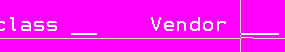 class __ Vendor ___